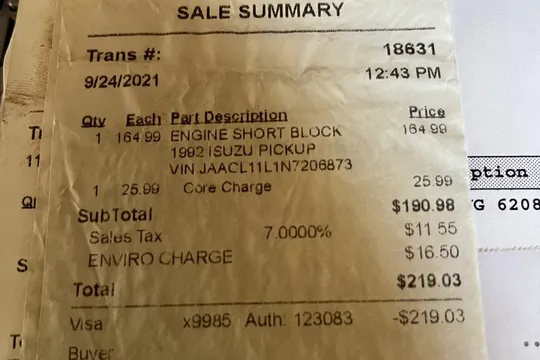 SALE SUMMARY
Trans #: 18631
9/24/2021 12:43 PM
Qty Each Part Description Price
1 164.99 ENGINE SHORT BLOCK 164.99
1992 ISUZU PICKUP
VIN JAACL11L1N7206873
1 25.99 Core Charge 25.99
SubTotal $190.98
Sales Tax 7.0000% $11.55
ENVIRO CHARGE $16.50
Total $219.03
Visa x9985 Auth: 123083 -$219.03
Buyer
ption
G 6208
11
S